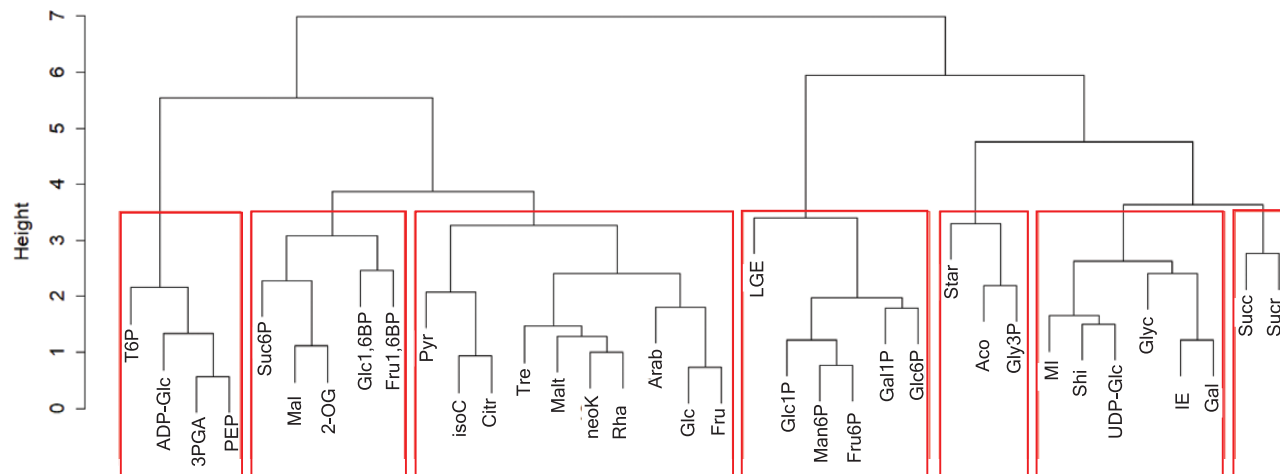 7
6
5
4
3
2
1
0
Height
T6P
ADP-Glc
3PGA
PEP
Suc6P
Mal
2-OG
Glc1,6BP
Fru1,6BP
Pyr
isoC
Citr
Tre
Malt
neoK
Rha
Arab
Glc
Fru
LGE
Glc1P
Man6P
Fru6P
Gal1P
Glc6P
Star
Aco
Gly3P
MI
Shi
UDP-Glc
Glyc
IE
Gal
Succ
Sucr